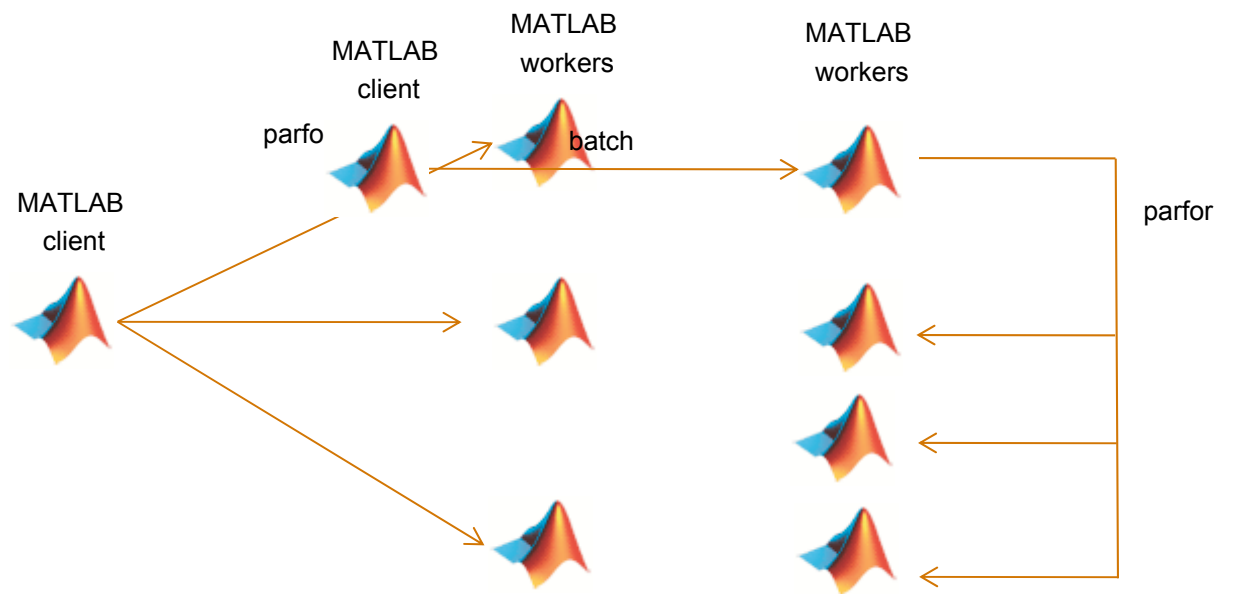 MATLAB
workers
MATLAB
workers
MATLAB
client
parfo
batch
MATLAB
client
parfor